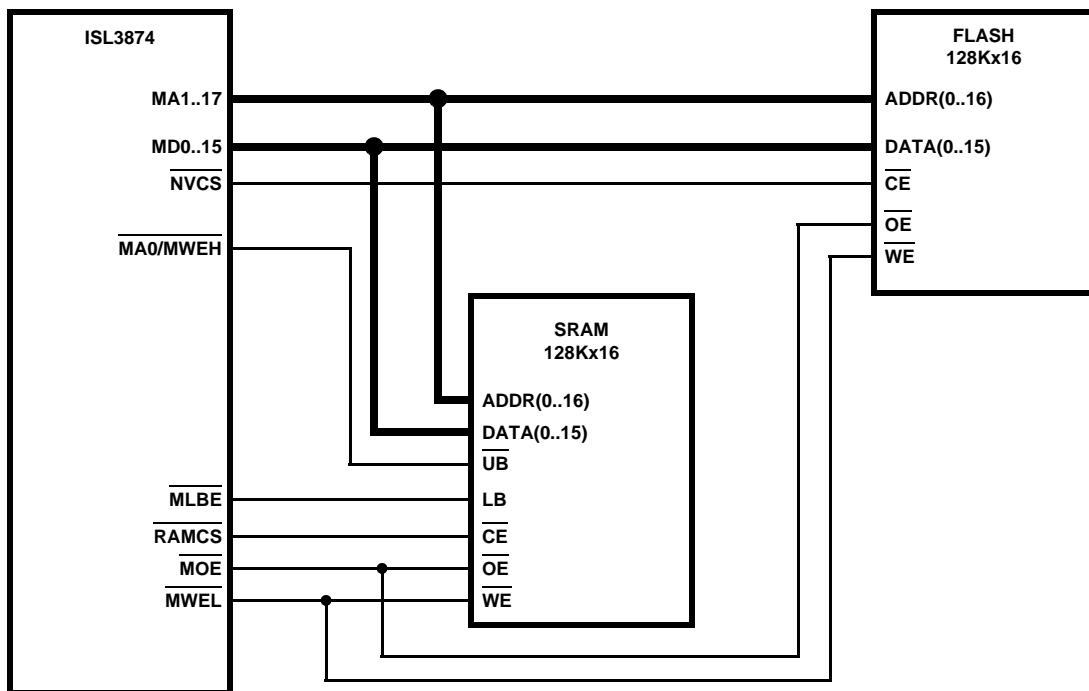 ISL3874
MA1..17
MD0..15
NVCS
MA0/MWEH
MLBE
RAMCS
MOE
MWEL
FLASH
128Kx16
ADDR(0..16)
DATA(0..15)
CE
OE
WE
SRAM
128Kx16
ADDR(0..16)
DATA(0..15)
UB
LB
CE
OE
WE